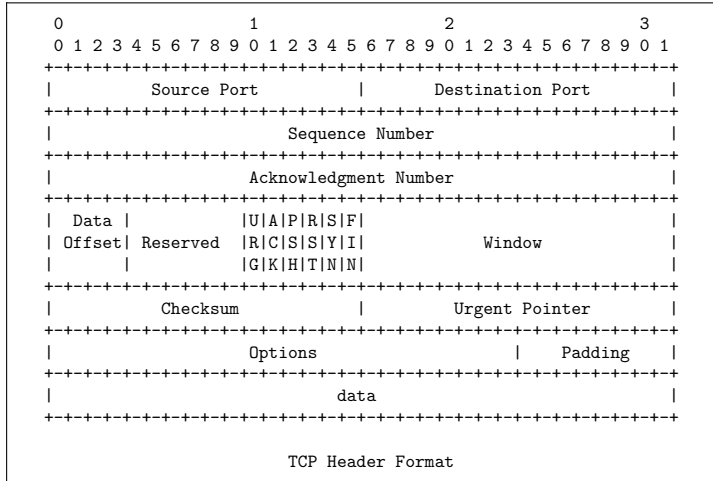 0                   1                   2                   3
0 1 2 3 4 5 6 7 8 9 0 1 2 3 4 5 6 7 8 9 0 1 2 3 4 5 6 7 8 9 0 1
+-+-+-+-+-+-+-+-+-+-+-+-+-+-+-+-+-+-+-+-+-+-+-+-+-+-+-+-+-+-+-+-+
|          Source Port          |       Destination Port        |
+-+-+-+-+-+-+-+-+-+-+-+-+-+-+-+-+-+-+-+-+-+-+-+-+-+-+-+-+-+-+-+-+
|                        Sequence Number                        |
+-+-+-+-+-+-+-+-+-+-+-+-+-+-+-+-+-+-+-+-+-+-+-+-+-+-+-+-+-+-+-+-+
|                    Acknowledgment Number                      |
+-+-+-+-+-+-+-+-+-+-+-+-+-+-+-+-+-+-+-+-+-+-+-+-+-+-+-+-+-+-+-+-+
|  Data |           |U|A|P|R|S|F|                               |
| Offset| Reserved  |R|C|S|S|Y|I|            Window             |
|       |           |G|K|H|T|N|N|                               |
+-+-+-+-+-+-+-+-+-+-+-+-+-+-+-+-+-+-+-+-+-+-+-+-+-+-+-+-+-+-+-+-+
|           Checksum            |         Urgent Pointer        |
+-+-+-+-+-+-+-+-+-+-+-+-+-+-+-+-+-+-+-+-+-+-+-+-+-+-+-+-+-+-+-+-+
|                    Options                    |    Padding    |
+-+-+-+-+-+-+-+-+-+-+-+-+-+-+-+-+-+-+-+-+-+-+-+-+-+-+-+-+-+-+-+-+
|                             data                              |
+-+-+-+-+-+-+-+-+-+-+-+-+-+-+-+-+-+-+-+-+-+-+-+-+-+-+-+-+-+-+-+-+
TCP Header Format